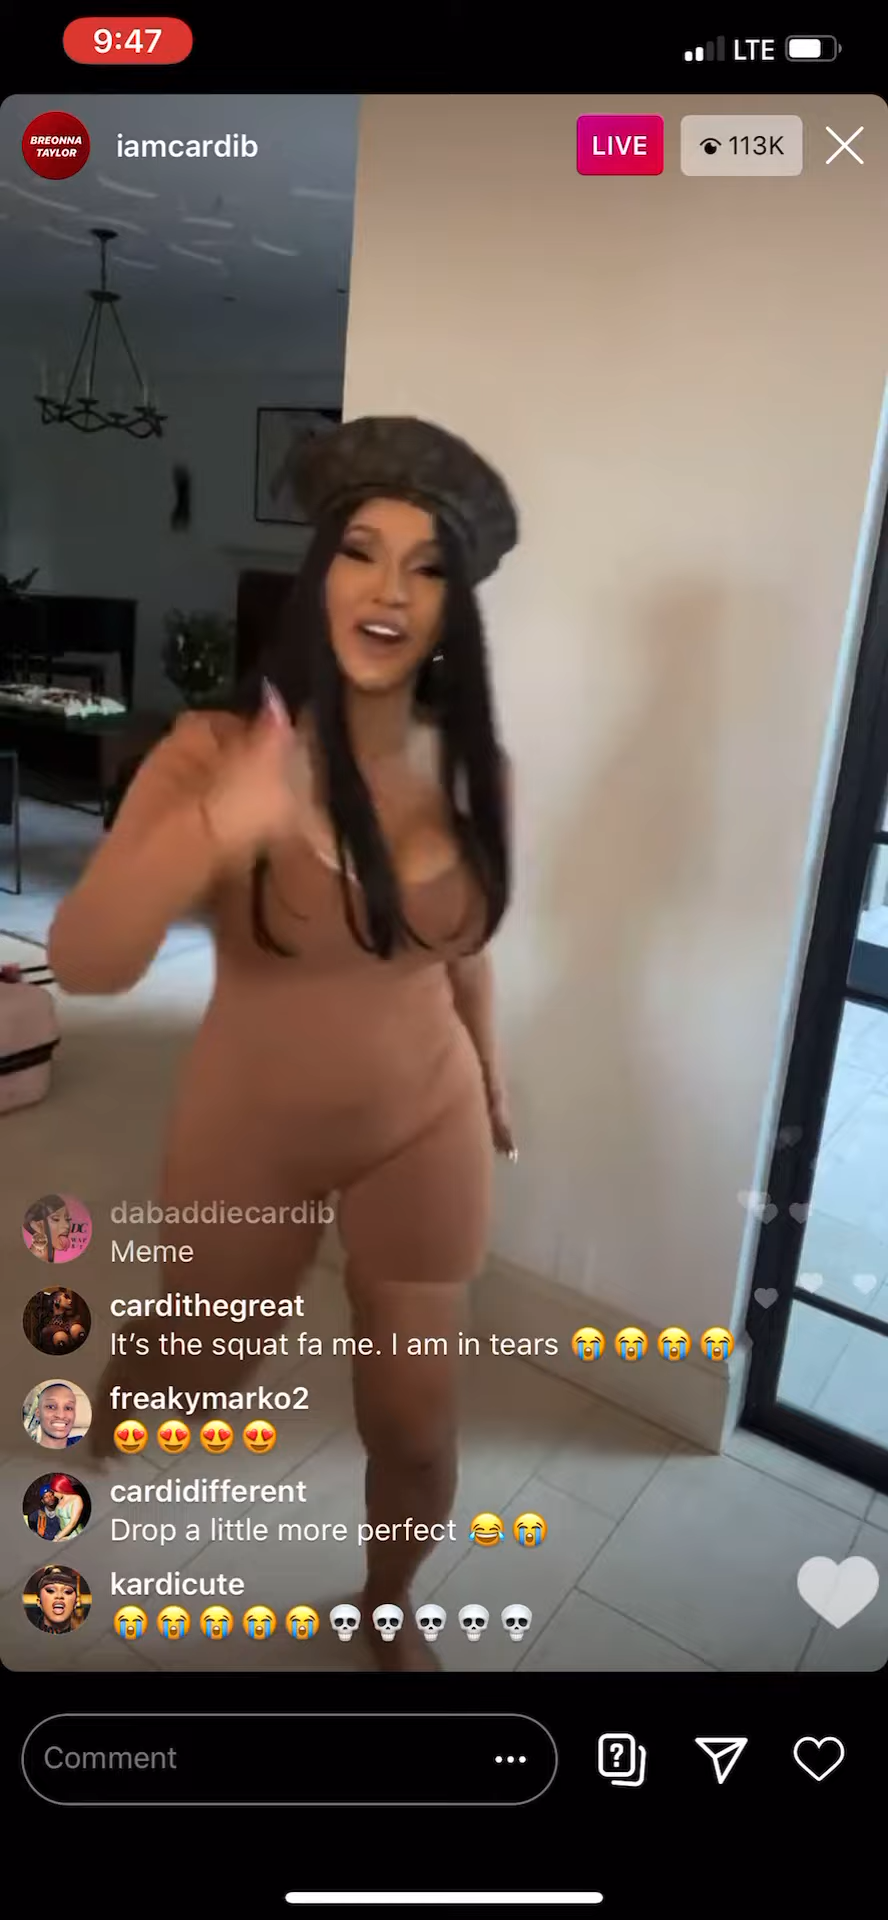 9:47
LTE
BREONNA
TAYLOR
iamcardib
LIVE
113K
dabaddiecardib
Meme
cardithegreat
It’s the squat fa me. I am in tears 😭😭😭😭
freakymarko2
😍😍😍😍
cardidifferent
Drop a little more perfect 😂😭
kardicute
😭😭😭😭😭💀💀💀💀💀
Comment